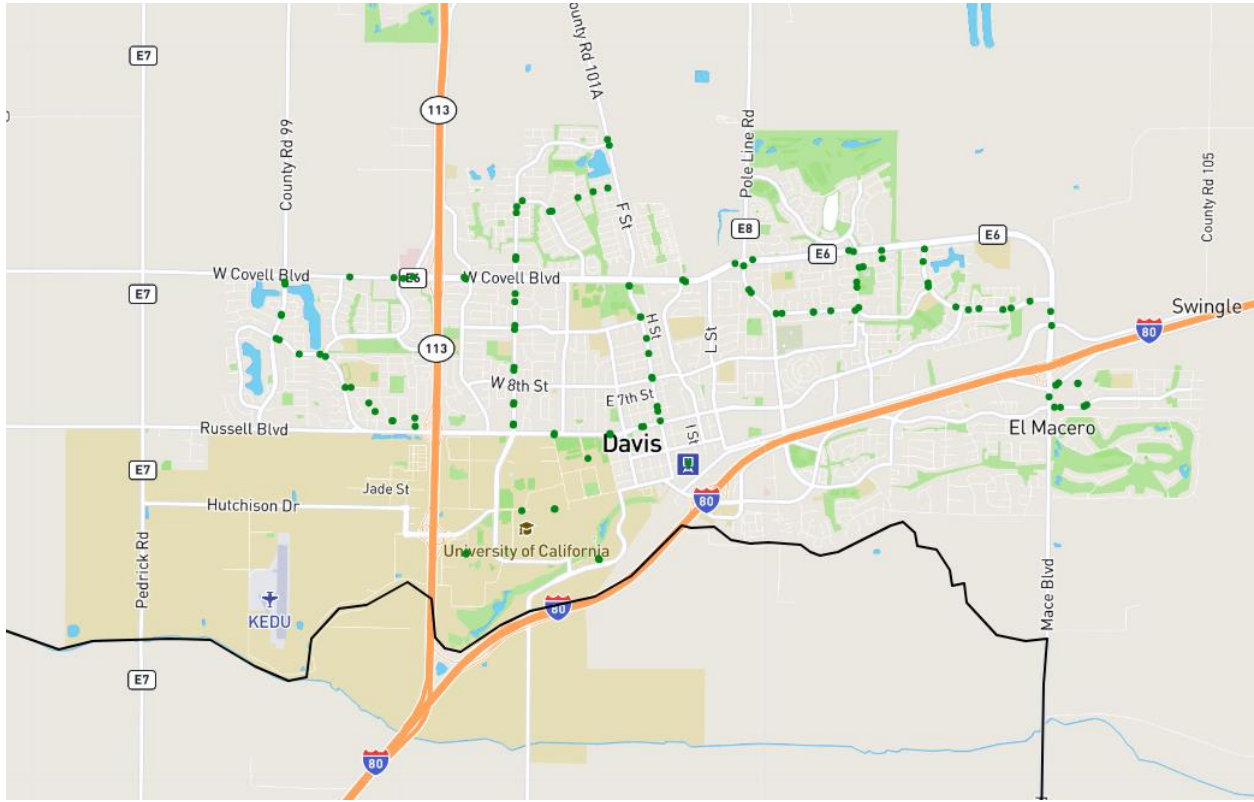 E7
113
County Rd 99
ounty Rd 101A
Pole Line Rd
County Rd 105
E8
E6
E6
F St
W Covell Blvd
E6
W Covell Blvd
E7
Swingle
80
H St
L St
113
W 8th St
E 7th St
Russell Blvd
Davis
I St
El Macero
E7
Jade St
Hutchison Dr
80
University of California
Pedrick Rd
KEDU
80
Mace Blvd
E7
80